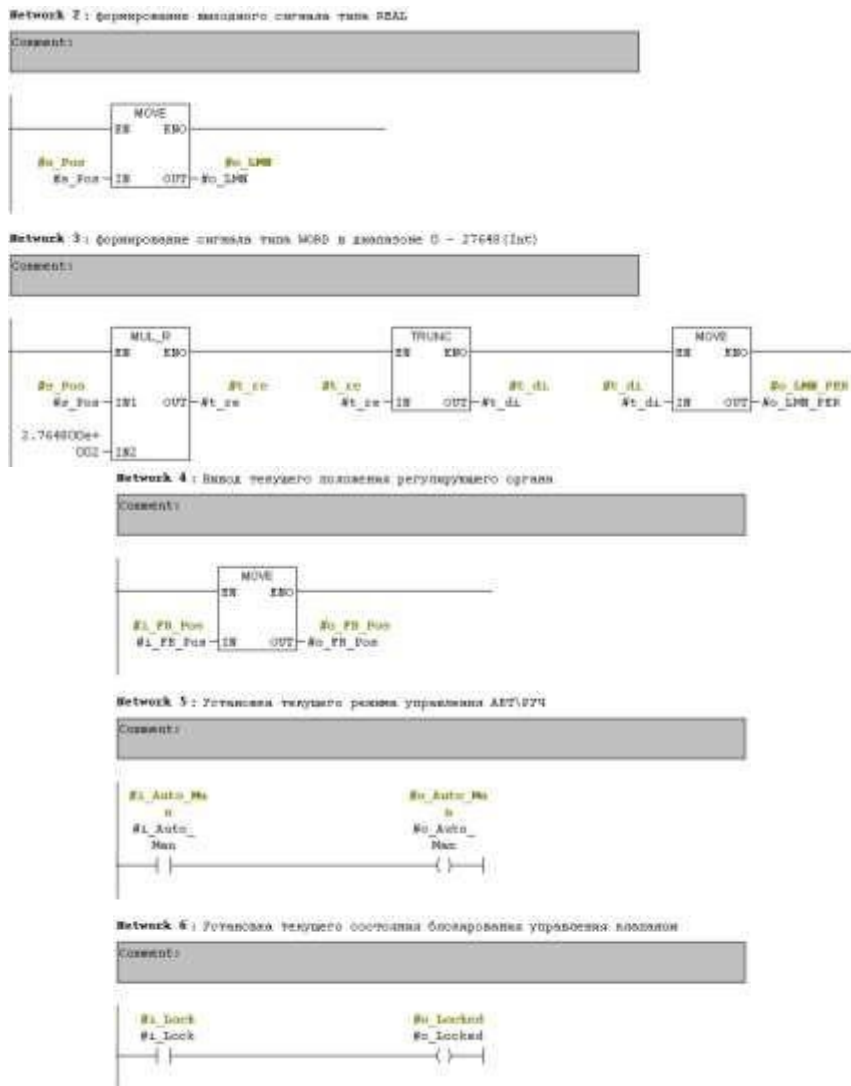 Network 2: формирование выходного сигнала типа REAL
Comment:
MOVE
EN ENO
#s_Pos #o_LMN
#s_Pos IN OUT #o_LMN
Network 3: формирование сигнала типа WORD в диапазоне 0 - 27648(Int)
Comment:
MUL_R TRUNC MOVE
EN ENO EN ENO EN ENO
#s_Pos #t_re #t_re #t_di #t_di #o_LMN_PER
#s_Pos IN1 OUT #t_re #t_re IN OUT #t_di #t_di IN OUT #o_LMN_PER
2.764800e+
002 IN2
Network 4: Вывод текущего положения регулирующего органа
Comment:
MOVE
EN ENO
#i_FB_Pos #o_FB_Pos
#i_FB_Pos IN OUT #o_FB_Pos
Network 5: Установка текущего режима управления АВТ\РУЧ
Comment:
#i_Auto_Ma #o_Auto_Ma
n n
#i_Auto_ #o_Auto_
Man Man
Network 6: Установка текущего состояния блокирования управления клапаном
Comment:
#i_Lock #o_Locked
#i_Lock #o_Locked